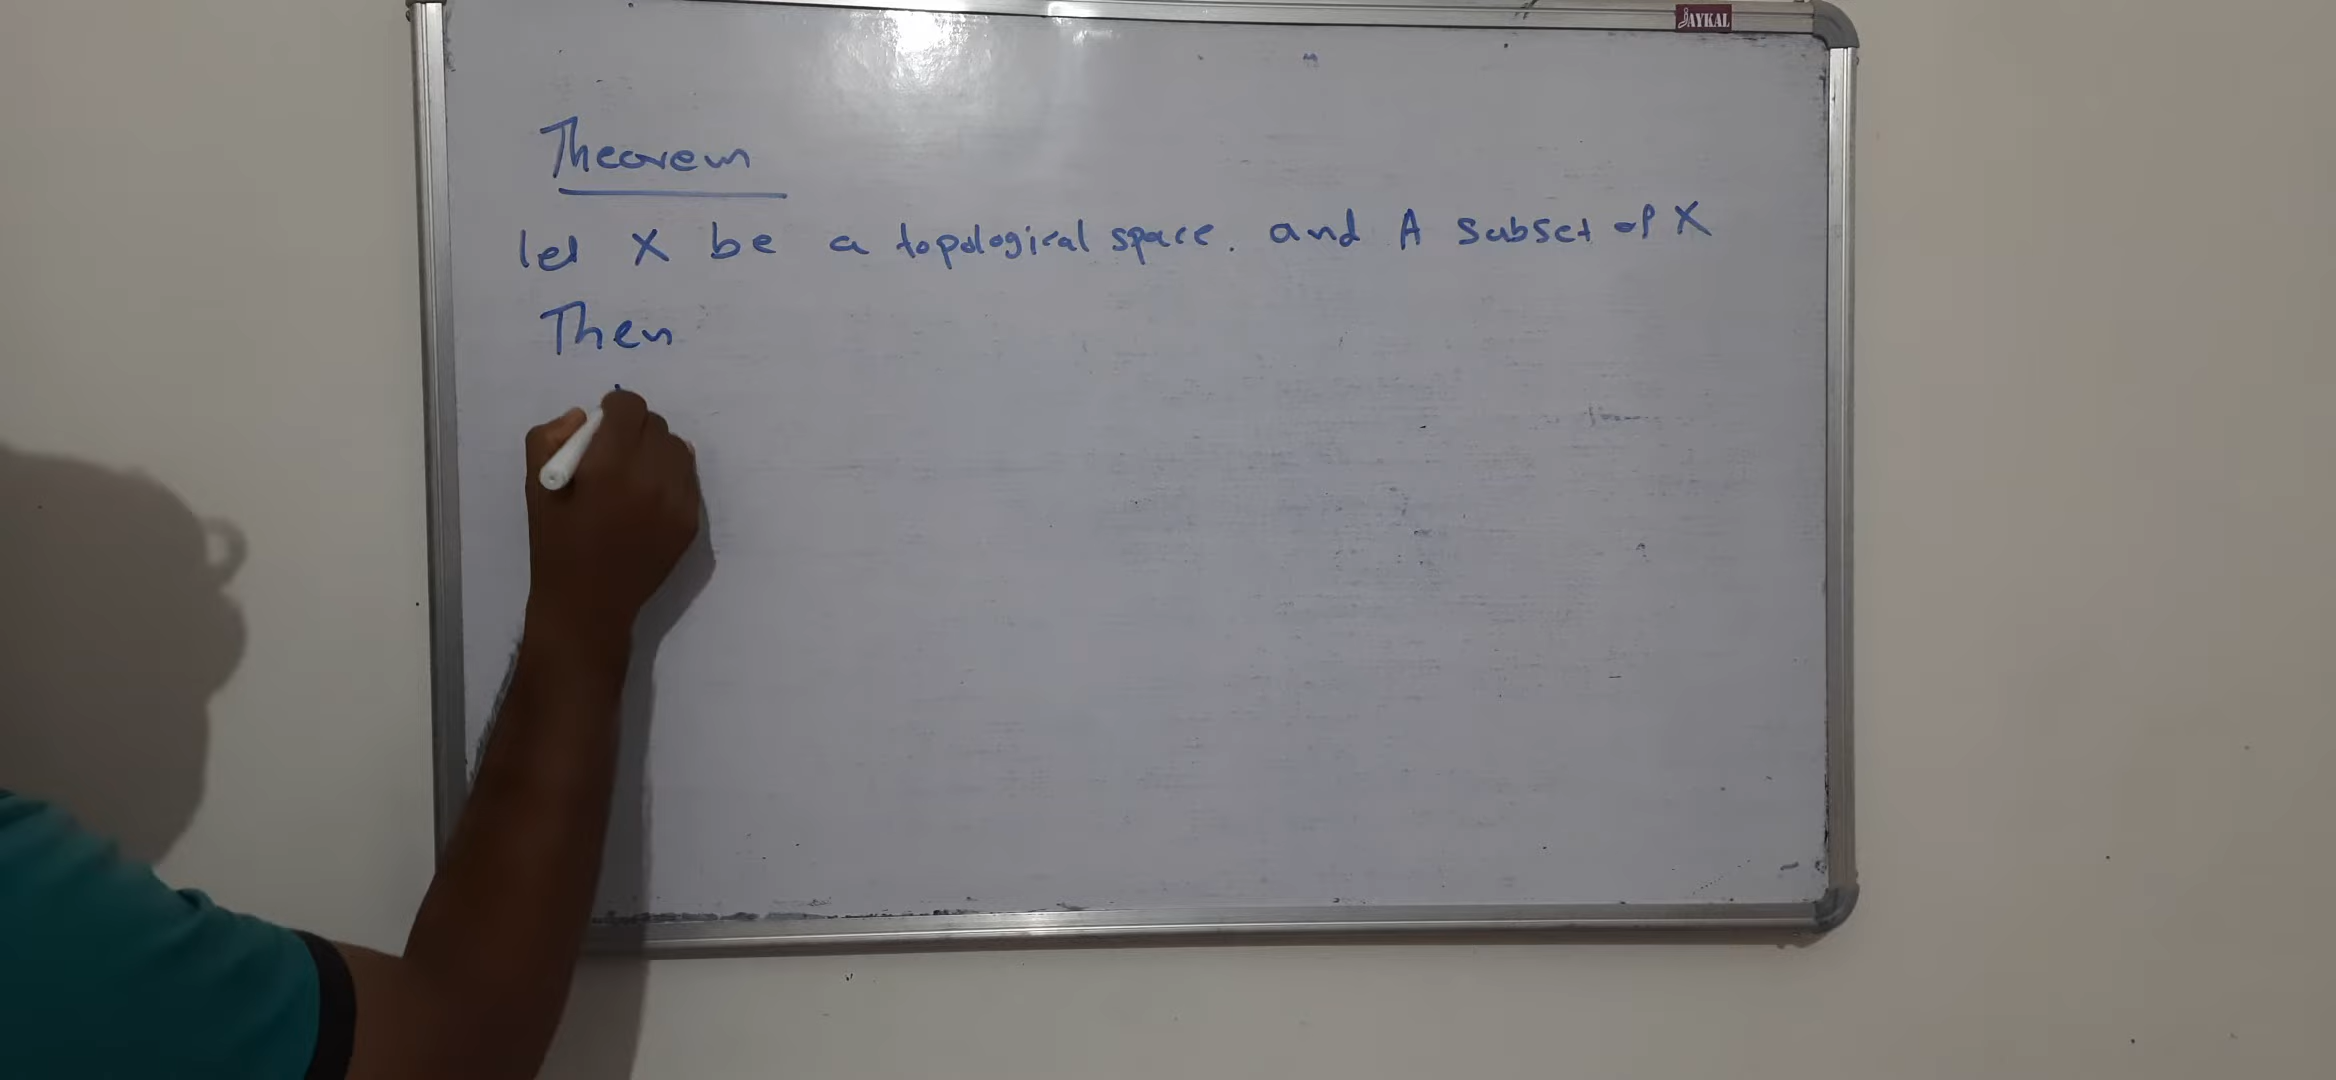 JAYKAL
Theorem
let X be a topological space. and A subset of X
Then